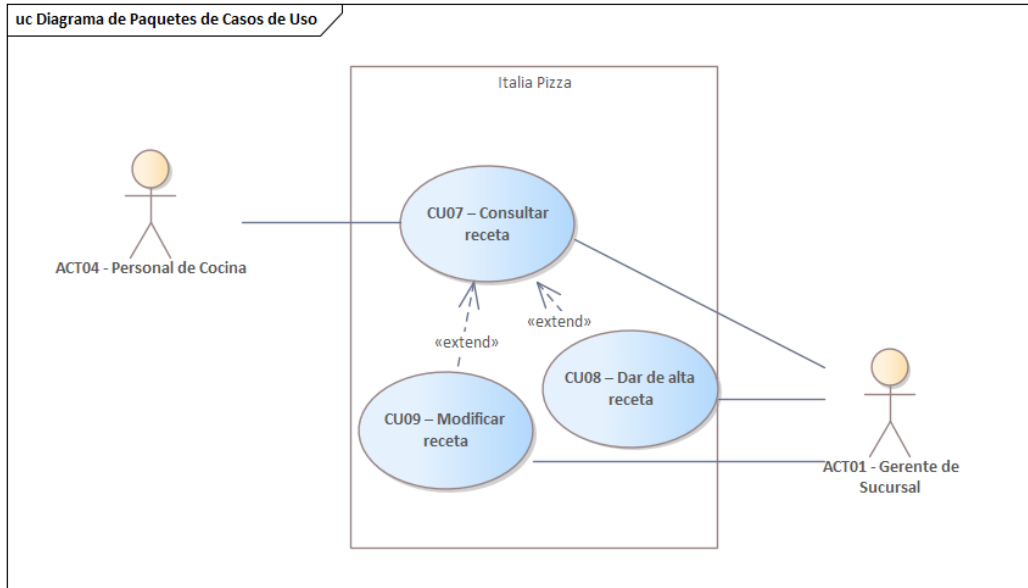 uc Diagrama de Paquetes de Casos de Uso
Italia Pizza
CU07 – Consultar
receta
ACT04 - Personal de Cocina
«extend»
«extend»
CU08 – Dar de alta
receta
CU09 – Modificar
receta
ACT01 - Gerente de
Sucursal